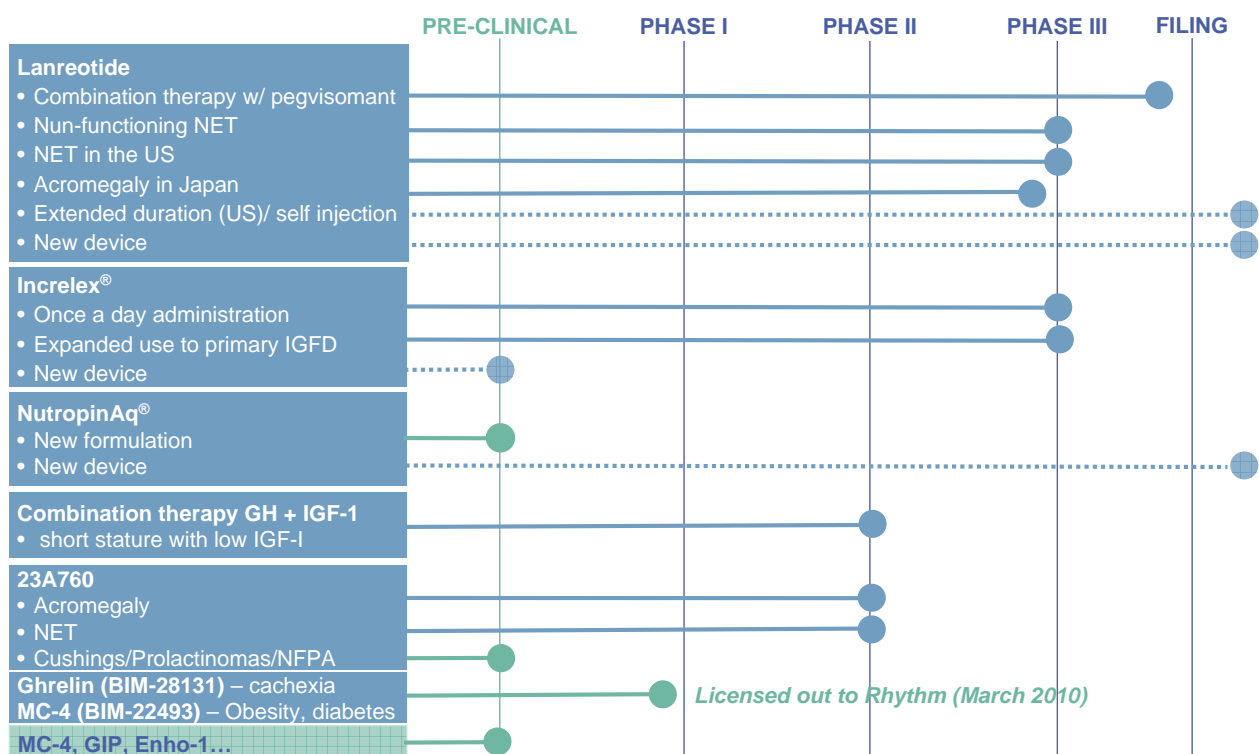 PRE-CLINICAL PHASE I PHASE II PHASE III FILING
Lanreotide
• Combination therapy w/ pegvisomant
• Nun-functioning NET
• NET in the US
• Acromegaly in Japan
• Extended duration (US)/ self injection
• New device
Increlex®
• Once a day administration
• Expanded use to primary IGFD
• New device
NutropinAq®
• New formulation
• New device
Combination therapy GH + IGF-1
• short stature with low IGF-I
23A760
• Acromegaly
• NET
• Cushings/Prolactinomas/NFPA
Ghrelin (BIM-28131) – cachexia
MC-4 (BIM-22493) – Obesity, diabetes
Licensed out to Rhythm (March 2010)
MC-4, GIP, Enho-1…